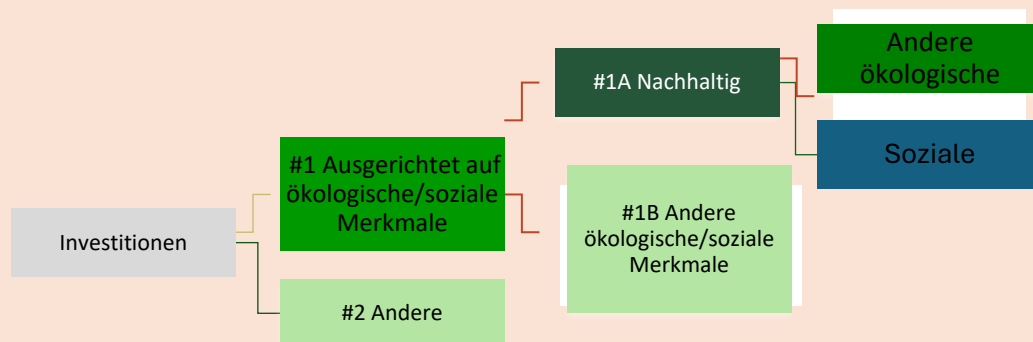 Investitionen
#1 Ausgerichtet auf
ökologische/soziale
Merkmale
#2 Andere
#1A Nachhaltig
#1B Andere
ökologische/soziale
Merkmale
Andere
ökologische
Soziale